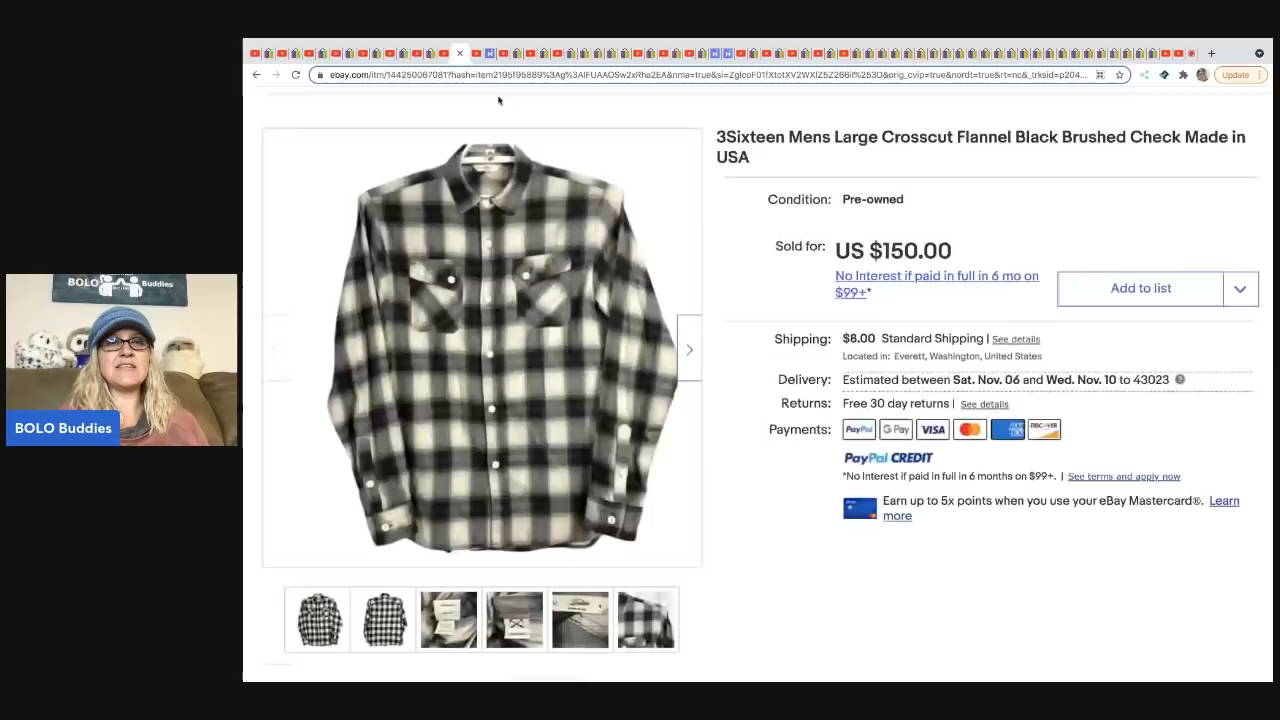 ebay.com/itm/144250067081?hash=item2195f95889%3Ag%3AIFUAAOSw2xRha2EA&nma=true&si=ZglcoF01fXtotXV2WXlZ5Z266iI%253D&orig_cvip=true&nordt=true&rt=nc&_trksid=p204...
Update
3Sixteen Mens Large Crosscut Flannel Black Brushed Check Made in
USA
Condition: Pre-owned
Sold for: US $150.00
No Interest if paid in full in 6 mo on
$99+*
Add to list
Shipping: $8.00 Standard Shipping | See details
Located in: Everett, Washington, United States
Delivery: Estimated between Sat. Nov. 06 and Wed. Nov. 10 to 43023
Returns: Free 30 day returns | See details
Payments: PayPal G Pay VISA DISCOVER
PayPal CREDIT
*No Interest if paid in full in 6 months on $99+. | See terms and apply now
Earn up to 5x points when you use your eBay Mastercard®. Learn
more
BOLO Buddies
BOLO Buddies